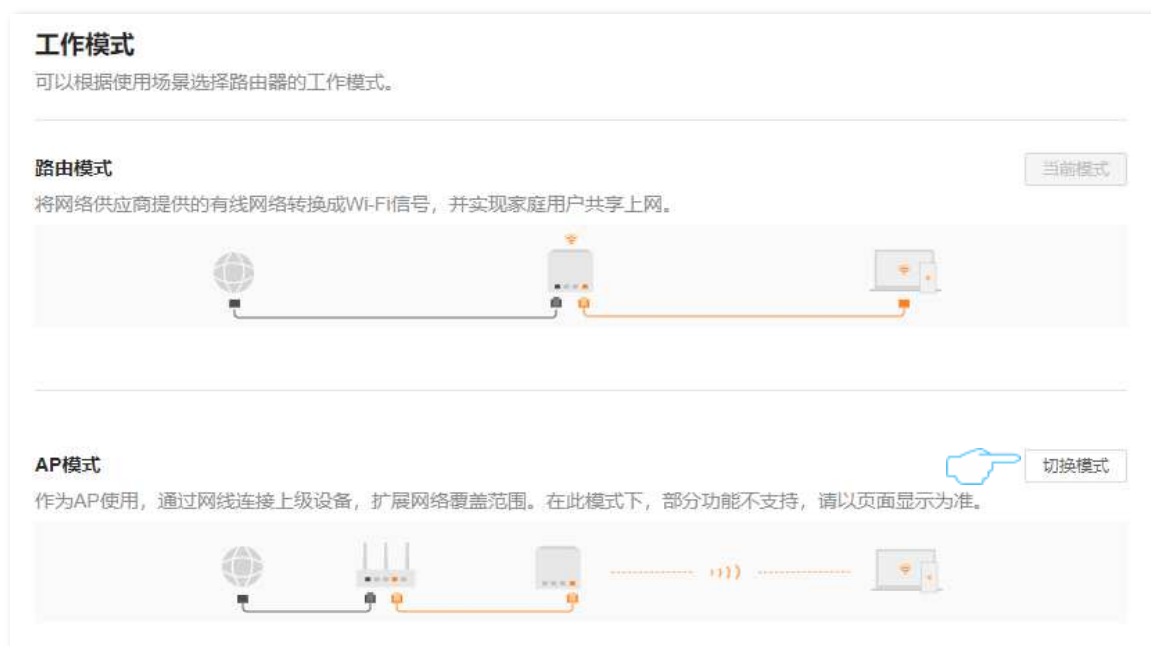 工作模式
可以根据使用场景选择路由器的工作模式。
路由模式
当前模式
将网络供应商提供的有线网络转换成Wi-Fi信号，并实现家庭用户共享上网。
AP模式
切换模式
作为AP使用，通过网线连接上级设备，扩展网络覆盖范围。在此模式下，部分功能不支持，请以页面显示为准。